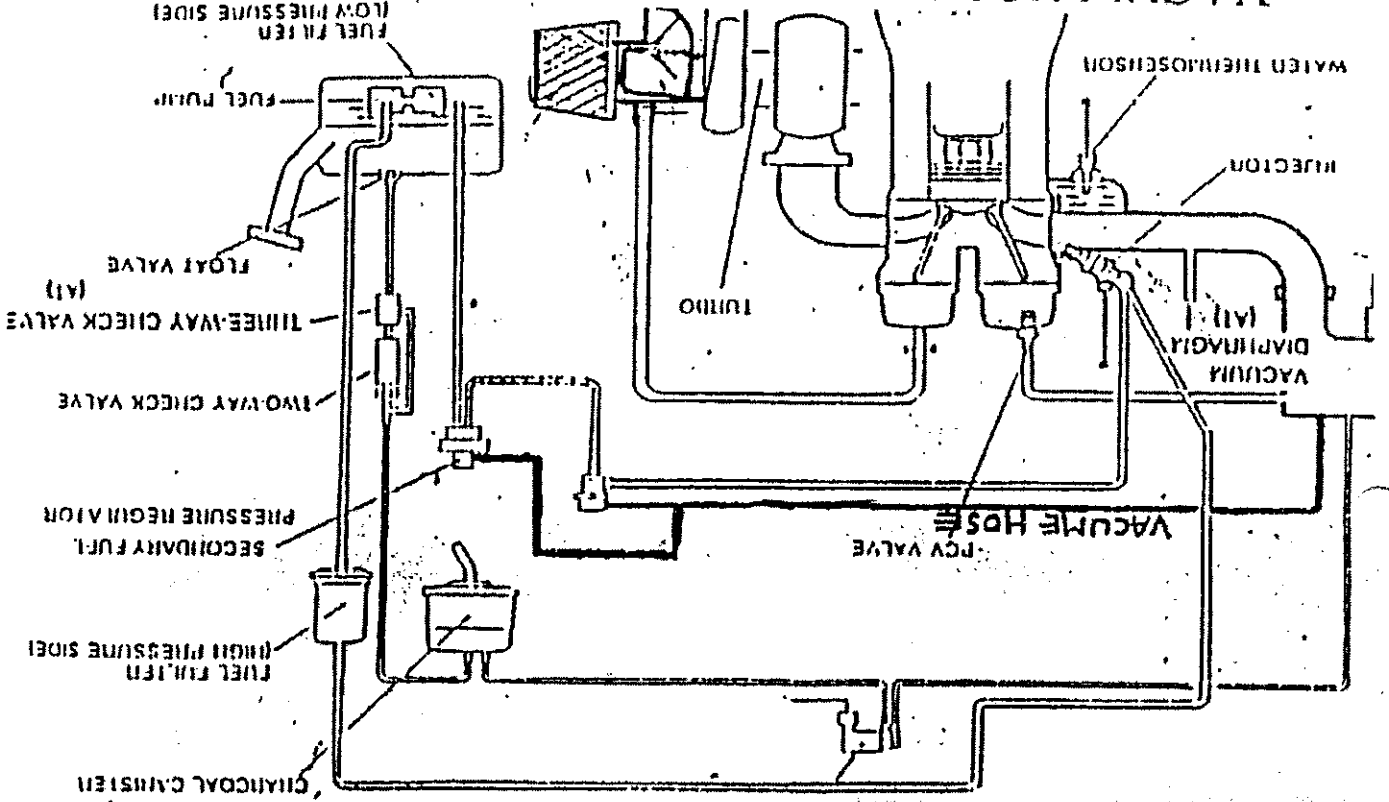 CHARCOAL CANISTER
FUEL FILTER
(HIGH PRESSURE SIDE)
SECONDARY FUEL
PRESSURE REGULATOR
PCV VALVE
VACUME HOSE
TWO-WAY CHECK VALVE
THREE-WAY CHECK VALVE
(AT)
FLOAT VALVE
VACUUM
DIAPHRAGM
(AT)
TURBO
INJECTOR
FUEL PUMP
WATER THERMOSENSOR
FUEL FILTER
(LOW PRESSURE SIDE)